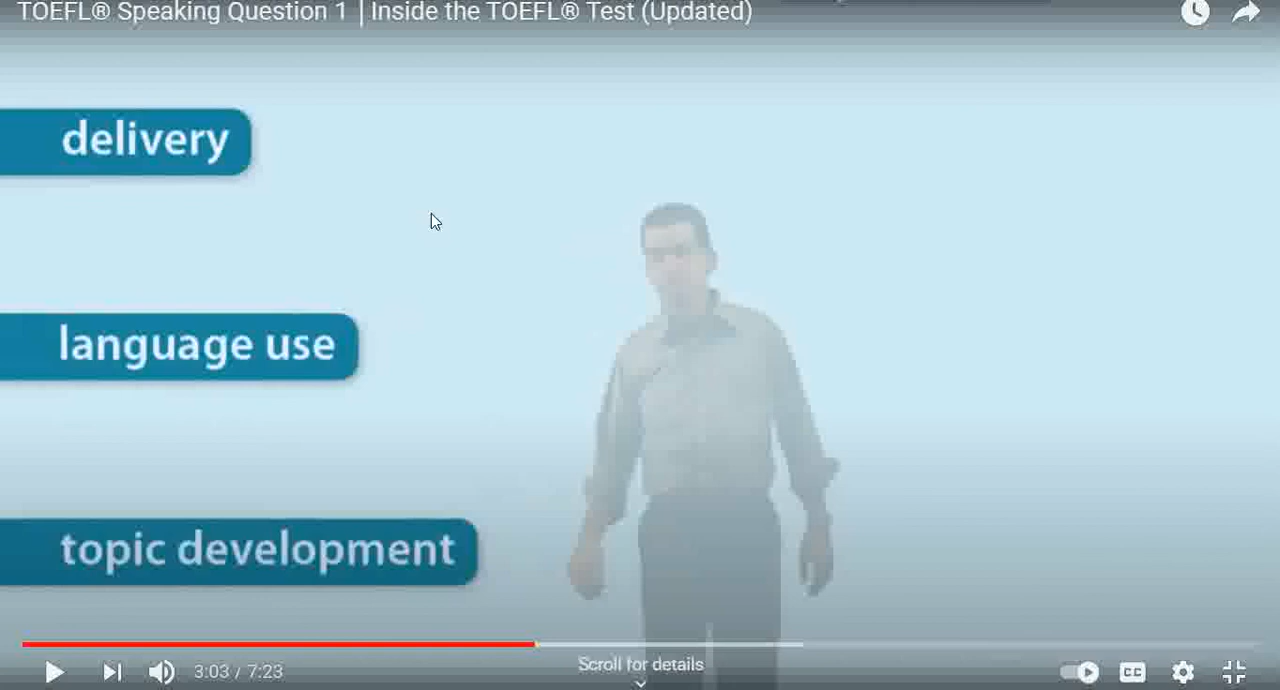 TOEFL® Speaking Question 1 | Inside the TOEFL® Test (Updated)
delivery
language use
topic development
3:03 / 7:23
Scroll for details
CC